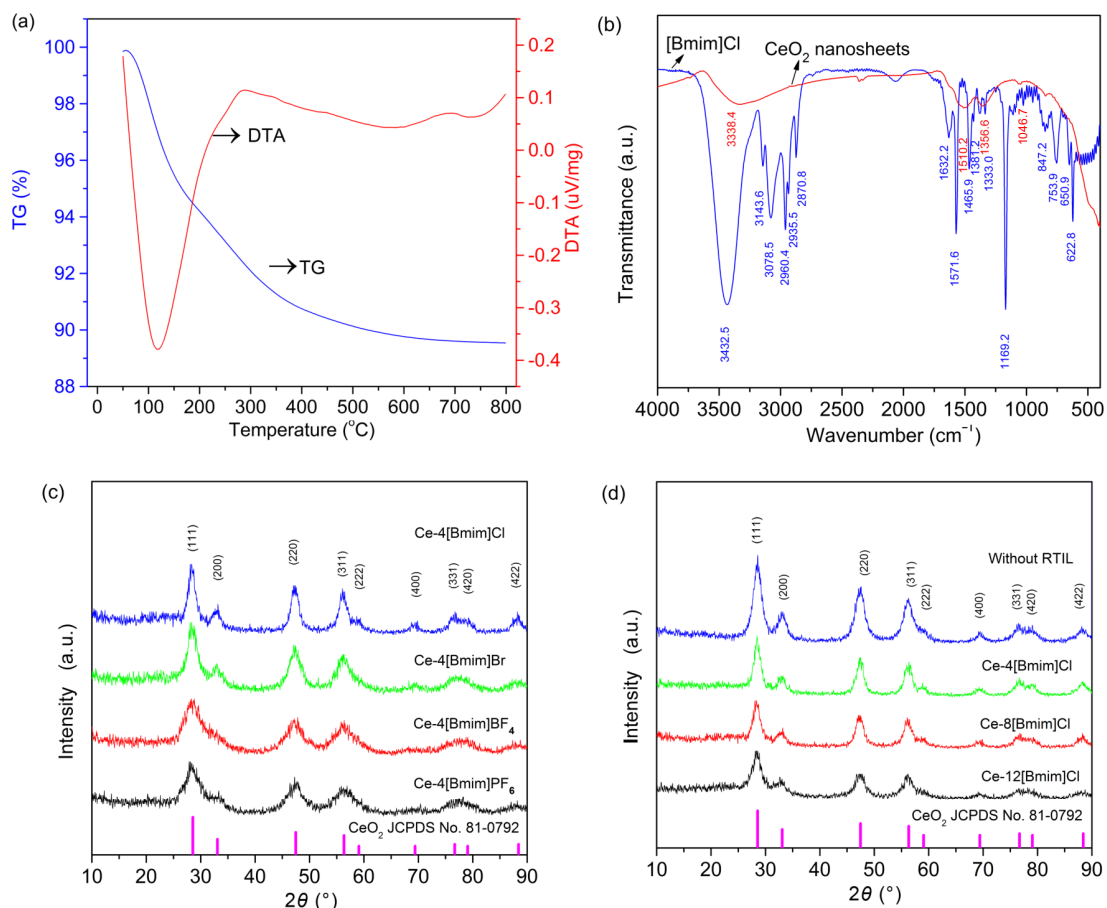 (a)
100
98
96
94
92
90
88
TG (%)
0.2
0.1
0.0
-0.1
-0.2
-0.3
-0.4
DTA (uV/mg)
→ DTA
→ TG
0 100 200 300 400 500 600 700 800
Temperature (°C)
(b)
[Bmim]Cl
CeO₂ nanosheets
Transmittance (a.u.)
3432.5
3338.4
3143.6
3078.5
2960.4
2935.5
2870.8
1632.2
1571.6
1510.2
1465.9
1381.2
1356.6
1333.0
1169.2
1046.7
847.2
753.9
650.9
622.8
4000 3500 3000 2500 2000 1500 1000 500
Wavenumber (cm⁻¹)
(c)
Intensity (a.u.)
(111)
(200)
(220)
(311)
(222)
(400)
(331)
(420)
(422)
Ce-4[Bmim]Cl
Ce-4[Bmim]Br
Ce-4[Bmim]BF₄
Ce-4[Bmim]PF₆
CeO₂ JCPDS No. 81-0792
10 20 30 40 50 60 70 80 90
2θ (°)
(d)
Intensity (a.u.)
(111)
(200)
(220)
(311)
(222)
(400)
(331)
(420)
(422)
Without RTIL
Ce-4[Bmim]Cl
Ce-8[Bmim]Cl
Ce-12[Bmim]Cl
CeO₂ JCPDS No. 81-0792
10 20 30 40 50 60 70 80 90
2θ (°)